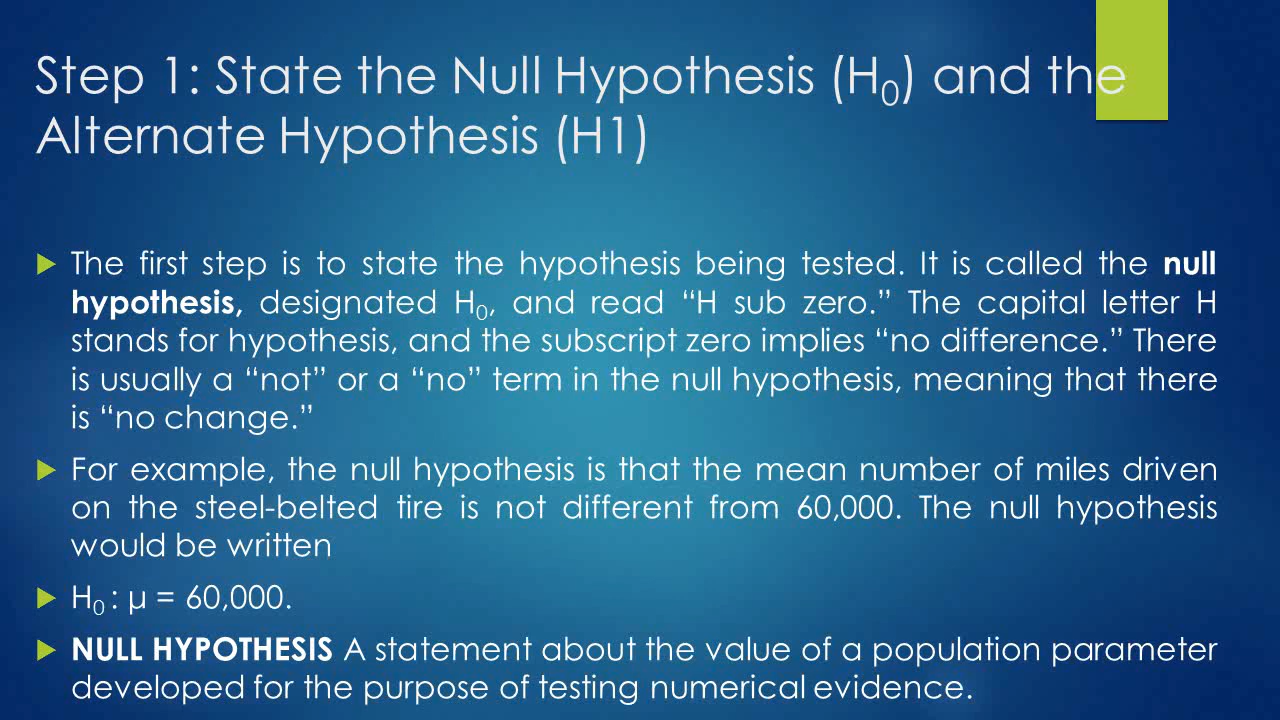 Step 1: State the Null Hypothesis (H₀) and the
Alternate Hypothesis (H1)
The first step is to state the hypothesis being tested. It is called the null
hypothesis, designated H₀, and read “H sub zero.” The capital letter H
stands for hypothesis, and the subscript zero implies “no difference.” There
is usually a “not” or a “no” term in the null hypothesis, meaning that there
is “no change.”
For example, the null hypothesis is that the mean number of miles driven
on the steel-belted tire is not different from 60,000. The null hypothesis
would be written
H₀ : µ = 60,000.
NULL HYPOTHESIS A statement about the value of a population parameter
developed for the purpose of testing numerical evidence.